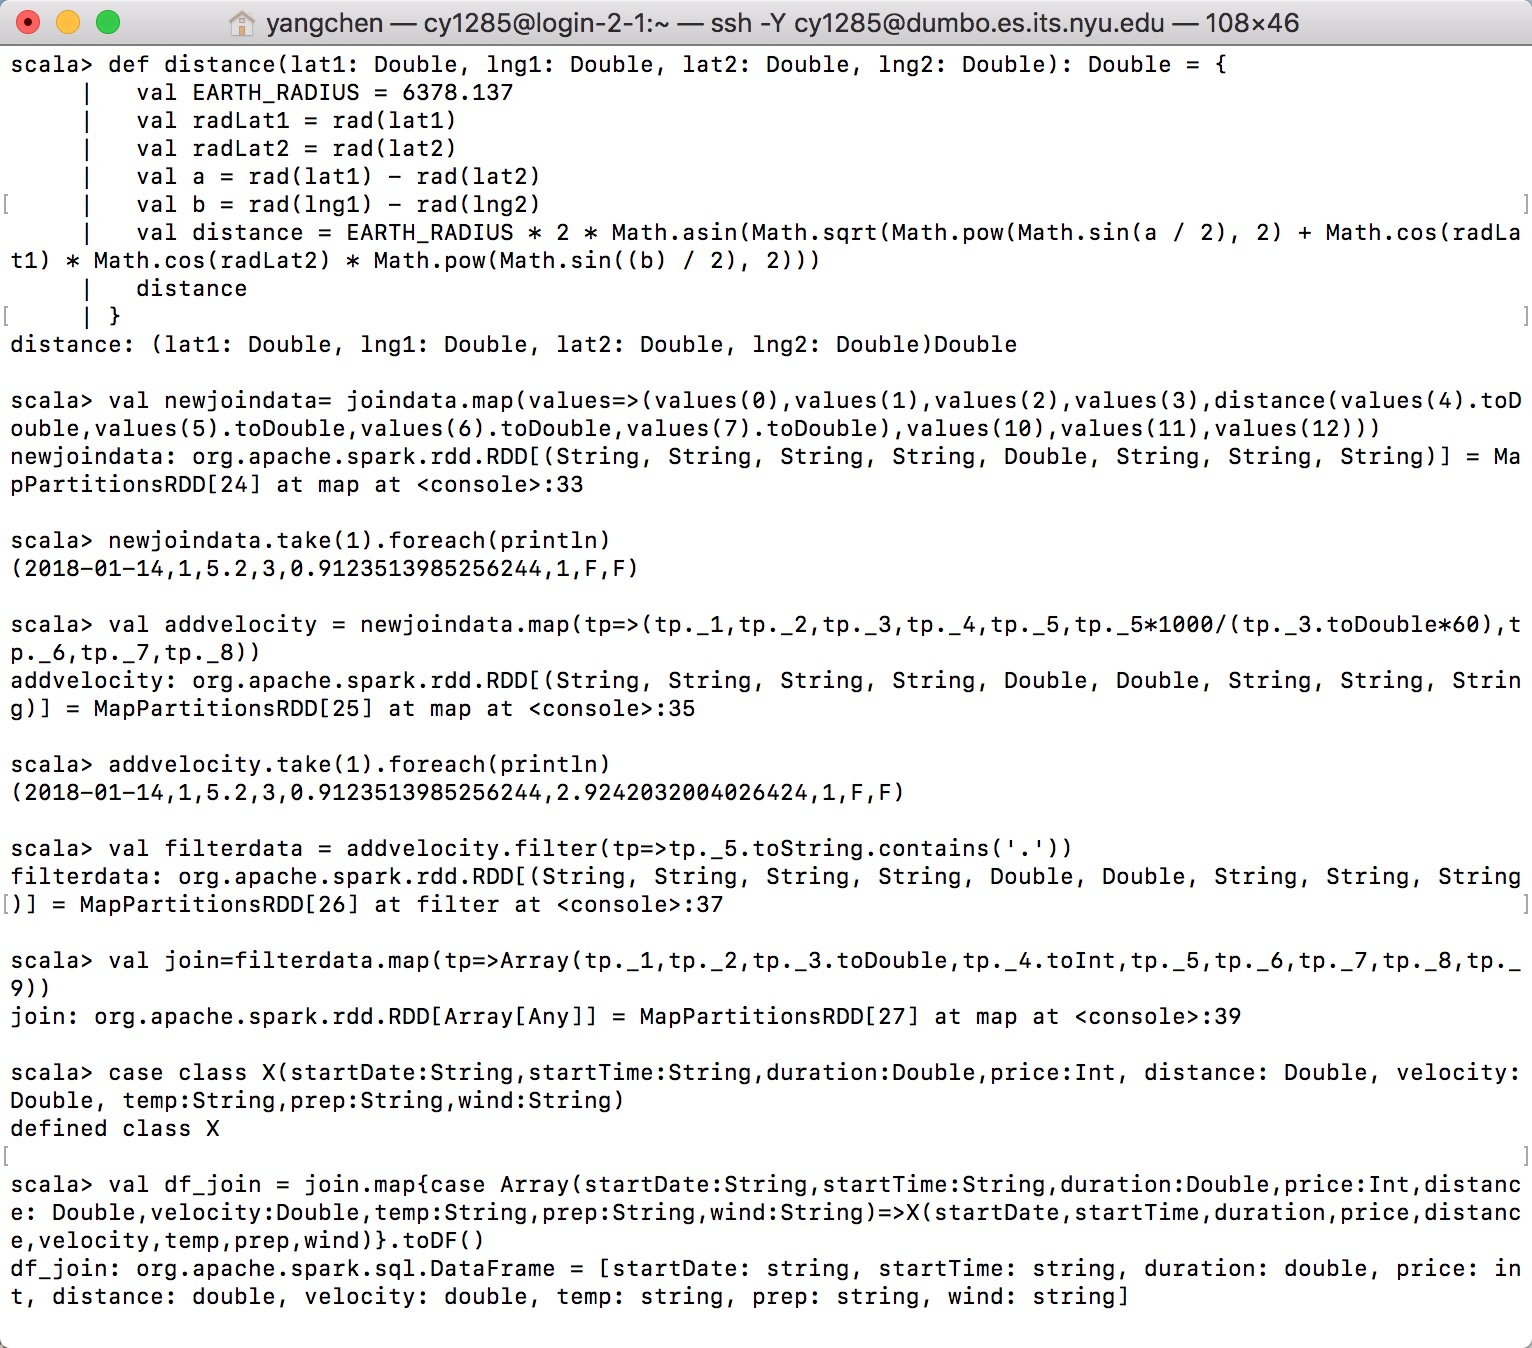 yangchen — cy1285@login-2-1:~ — ssh -Y cy1285@dumbo.es.its.nyu.edu — 108×46
scala> def distance(lat1: Double, lng1: Double, lat2: Double, lng2: Double): Double = {
     |   val EARTH_RADIUS = 6378.137
     |   val radLat1 = rad(lat1)
     |   val radLat2 = rad(lat2)
     |   val a = rad(lat1) - rad(lat2)
[     |   val b = rad(lng1) - rad(lng2) ]
     |   val distance = EARTH_RADIUS * 2 * Math.asin(Math.sqrt(Math.pow(Math.sin(a / 2), 2) + Math.cos(radLa
t1) * Math.cos(radLat2) * Math.pow(Math.sin((b) / 2), 2)))
     |   distance
[     | } ]
distance: (lat1: Double, lng1: Double, lat2: Double, lng2: Double)Double
scala> val newjoindata= joindata.map(values=>(values(0),values(1),values(2),values(3),distance(values(4).toD
ouble,values(5).toDouble,values(6).toDouble,values(7).toDouble),values(10),values(11),values(12)))
newjoindata: org.apache.spark.rdd.RDD[(String, String, String, String, Double, String, String, String)] = Ma
pPartitionsRDD[24] at map at <console>:33
scala> newjoindata.take(1).foreach(println)
(2018-01-14,1,5.2,3,0.9123513985256244,1,F,F)
scala> val addvelocity = newjoindata.map(tp=>(tp._1,tp._2,tp._3,tp._4,tp._5,tp._5*1000/(tp._3.toDouble*60),t
p._6,tp._7,tp._8))
addvelocity: org.apache.spark.rdd.RDD[(String, String, String, String, Double, Double, String, String, Strin
g)] = MapPartitionsRDD[25] at map at <console>:35
scala> addvelocity.take(1).foreach(println)
(2018-01-14,1,5.2,3,0.9123513985256244,2.9242032004026424,1,F,F)
scala> val filterdata = addvelocity.filter(tp=>tp._5.toString.contains('.'))
filterdata: org.apache.spark.rdd.RDD[(String, String, String, String, Double, Double, String, String, String
[)] = MapPartitionsRDD[26] at filter at <console>:37 ]
scala> val join=filterdata.map(tp=>Array(tp._1,tp._2,tp._3.toDouble,tp._4.toInt,tp._5,tp._6,tp._7,tp._8,tp._
9))
join: org.apache.spark.rdd.RDD[Array[Any]] = MapPartitionsRDD[27] at map at <console>:39
scala> case class X(startDate:String,startTime:String,duration:Double,price:Int, distance: Double, velocity:
Double, temp:String,prep:String,wind:String)
defined class X
[ ]
scala> val df_join = join.map{case Array(startDate:String,startTime:String,duration:Double,price:Int,distanc
e: Double,velocity:Double,temp:String,prep:String,wind:String)=>X(startDate,startTime,duration,price,distanc
e,velocity,temp,prep,wind)}.toDF()
df_join: org.apache.spark.sql.DataFrame = [startDate: string, startTime: string, duration: double, price: in
t, distance: double, velocity: double, temp: string, prep: string, wind: string]